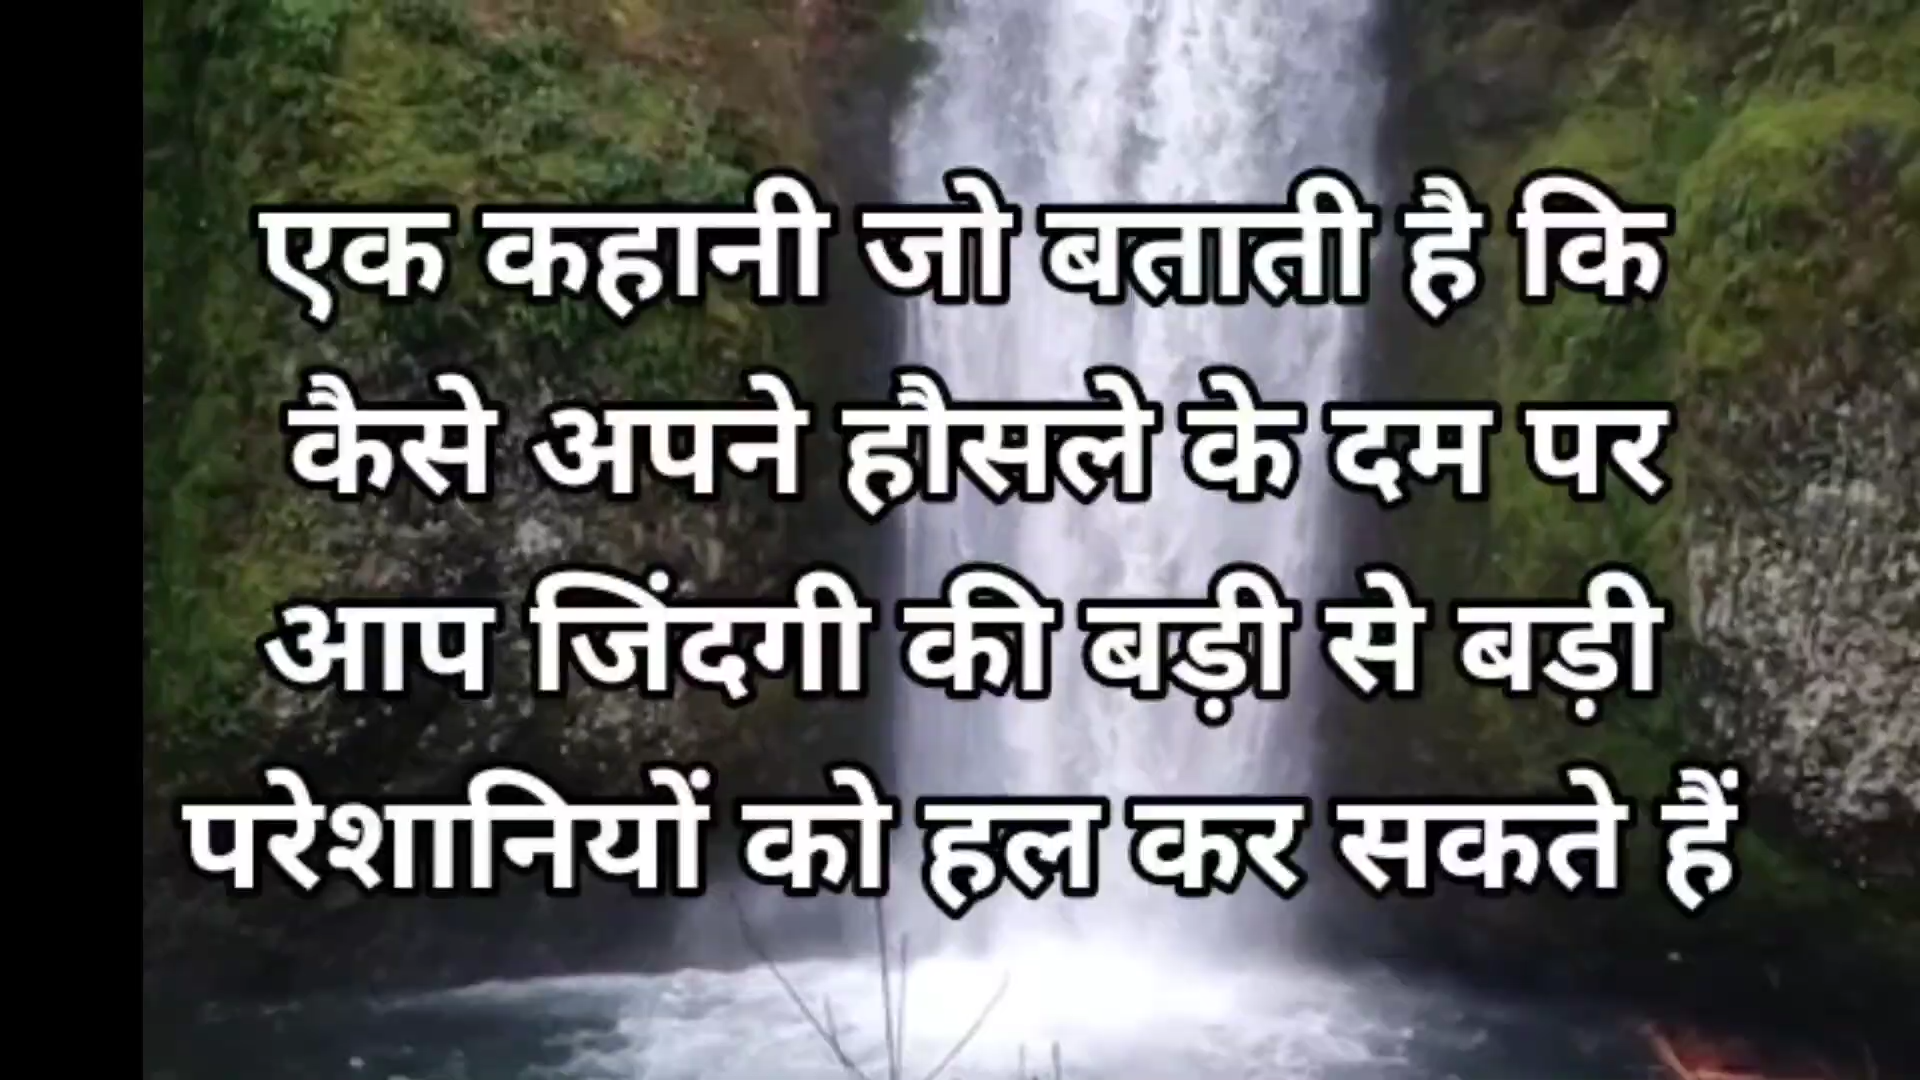 एक कहानी जो बताती है कि
कैसे अपने हौसले के दम पर
आप जिंदगी की बड़ी से बड़ी
परेशानियों को हल कर सकते हैं